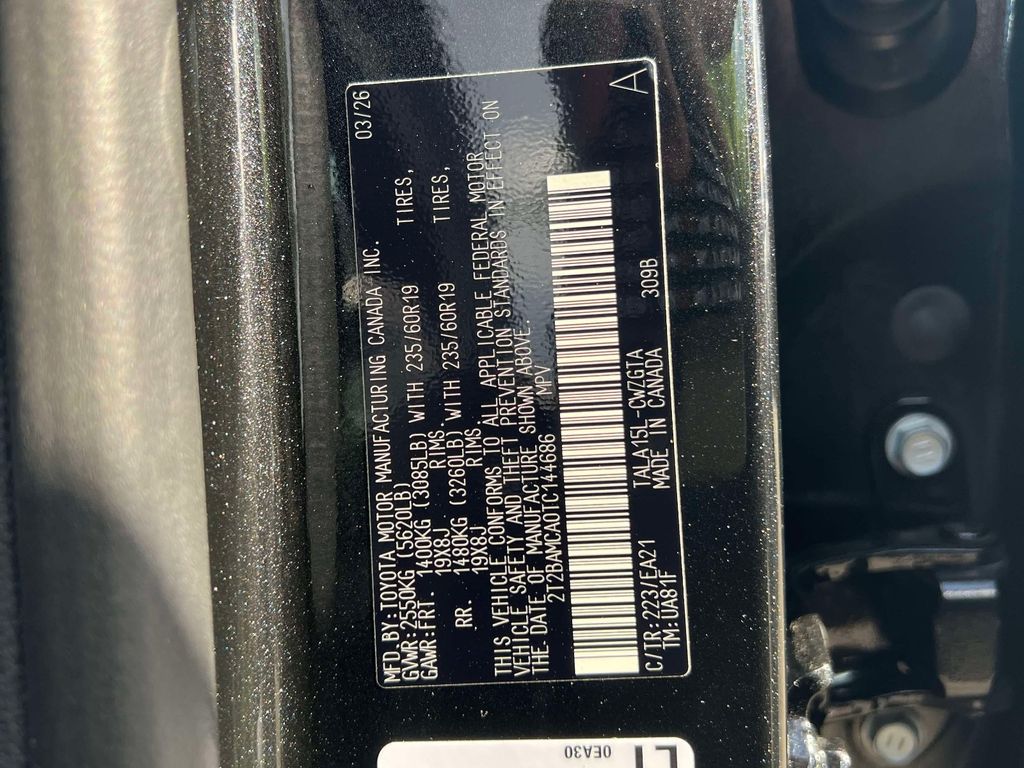 MFD.BY:TOYOTA MOTOR MANUFACTURING CANADA INC. 03/26
GVWR:2550KG (5620LB)
GAWR:FRT. 1400KG (3085LB) WITH 235/60R19 TIRES,
19X8J RIMS.
RR. 1480KG (3260LB) WITH 235/60R19 TIRES,
19X8J RIMS
THIS VEHICLE CONFORMS TO ALL APPLICABLE FEDERAL MOTOR
VEHICLE SAFETY AND THEFT PREVENTION STANDARDS IN EFFECT ON
THE DATE OF MANUFACTURE SHOWN ABOVE.
2T2BAMCA0TC144686 MPV
C/TR:223/EA21 TALA15L-CWZGTA 309B A
TM:UA81F MADE IN CANADA
0EA30